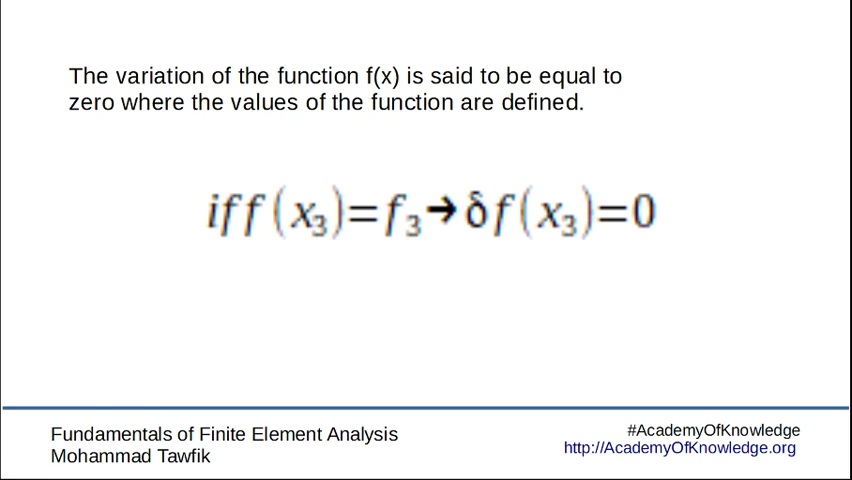 The variation of the function f(x) is said to be equal to
zero where the values of the function are defined.
iff(x₃)=f₃→δf(x₃)=0
Fundamentals of Finite Element Analysis
Mohammad Tawfik
#AcademyOfKnowledge
http://AcademyOfKnowledge.org